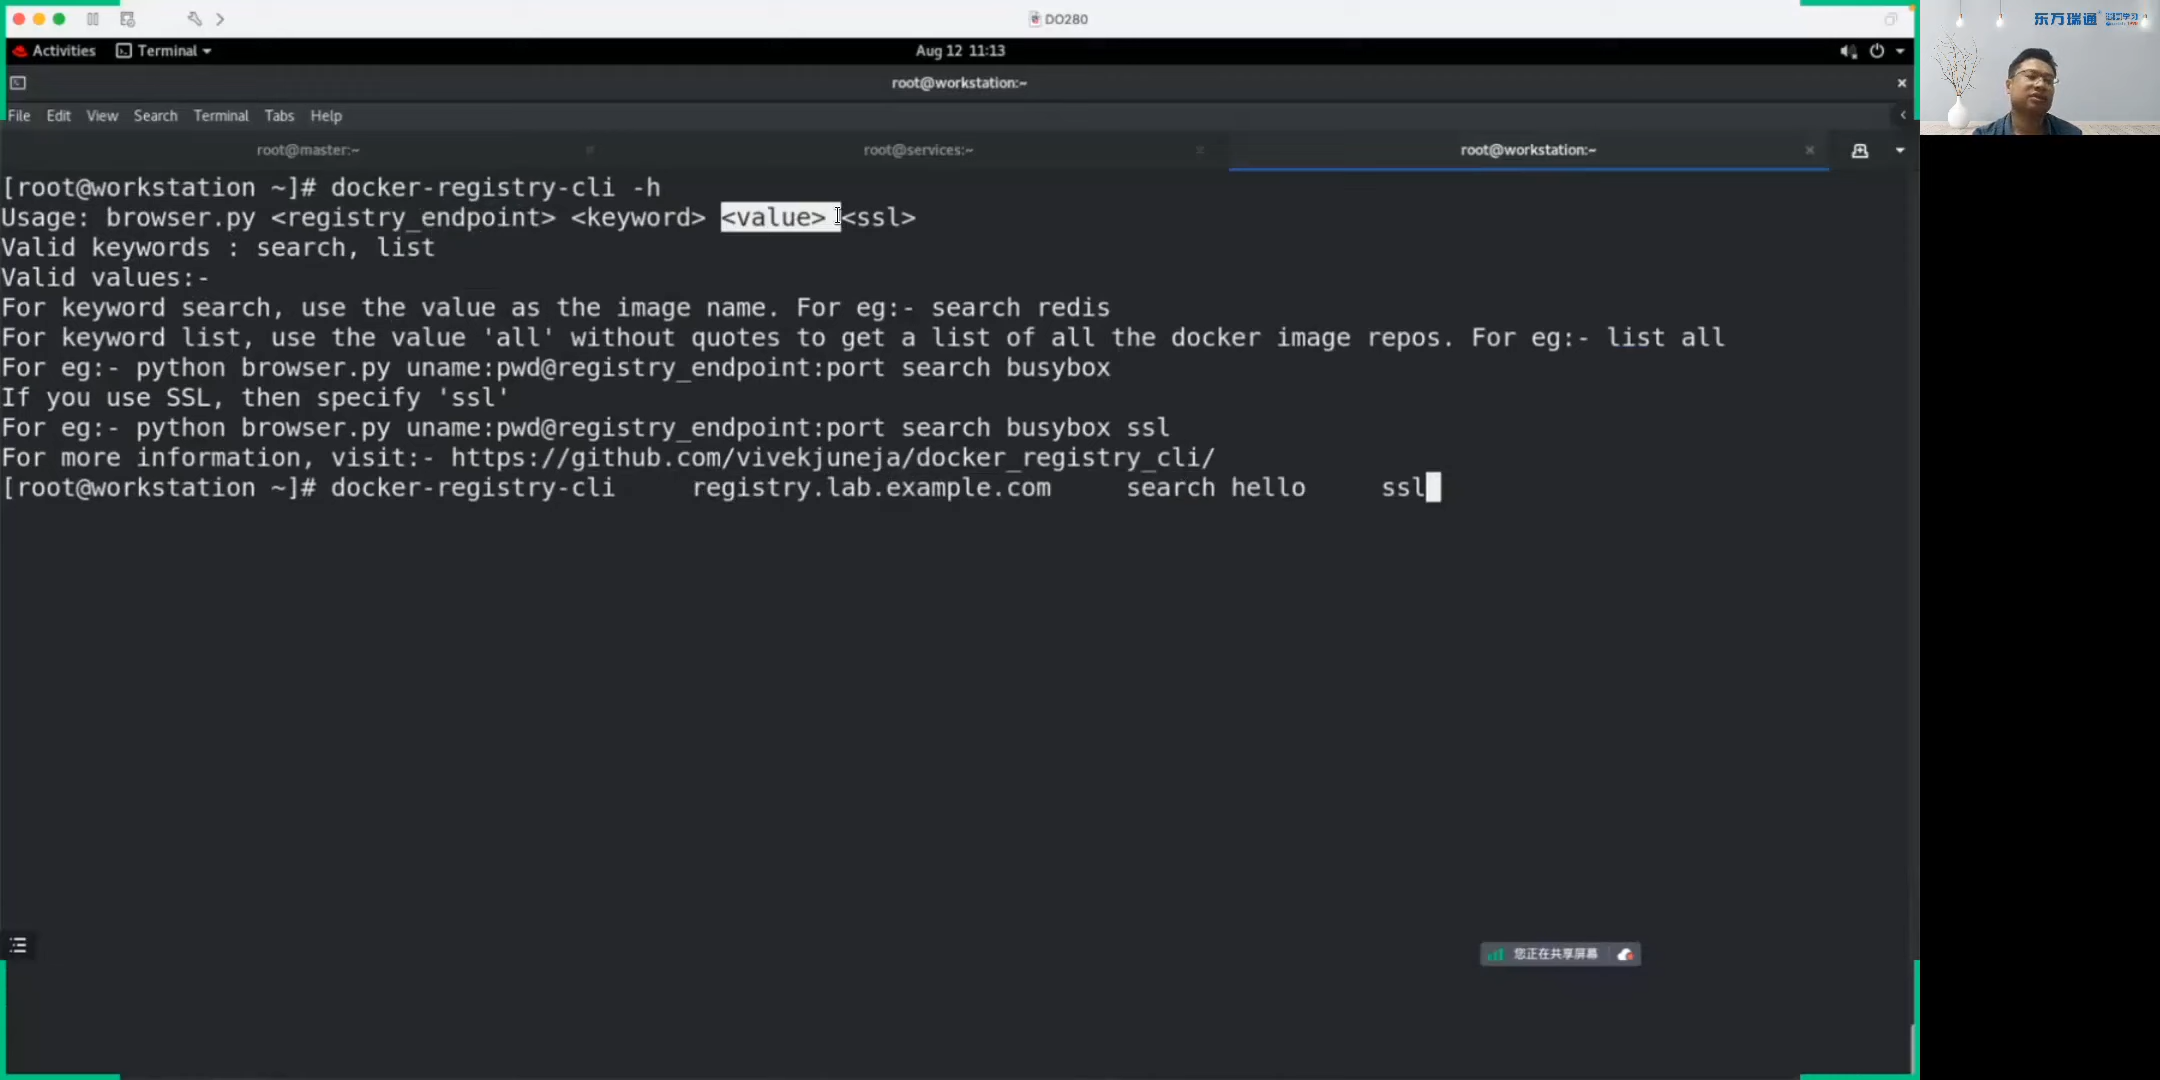 DO280
东方瑞通
Activities Terminal Aug 12 11:13
root@workstation:~
File Edit View Search Terminal Tabs Help
root@master:~ root@services:~ root@workstation:~
[root@workstation ~]# docker-registry-cli -h
Usage: browser.py <registry_endpoint> <keyword> <value> <ssl>
Valid keywords : search, list
Valid values:-
For keyword search, use the value as the image name. For eg:- search redis
For keyword list, use the value 'all' without quotes to get a list of all the docker image repos. For eg:- list all
For eg:- python browser.py uname:pwd@registry_endpoint:port search busybox
If you use SSL, then specify 'ssl'
For eg:- python browser.py uname:pwd@registry_endpoint:port search busybox ssl
For more information, visit:- https://github.com/vivekjuneja/docker_registry_cli/
[root@workstation ~]# docker-registry-cli registry.lab.example.com search hello ssl
您正在共享屏幕